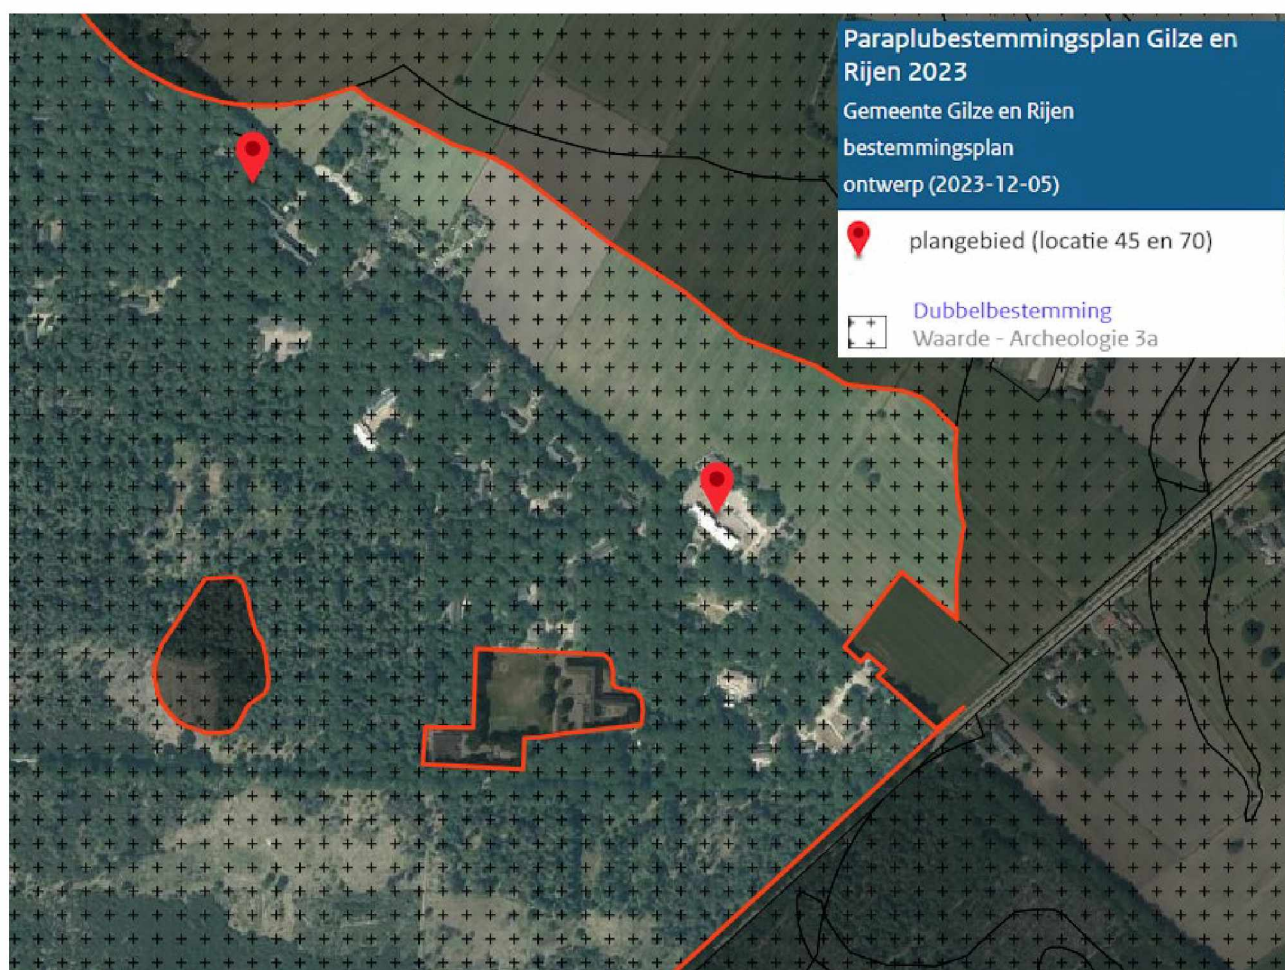 Paraplubestemmingsplan Gilze en
Rijen 2023
Gemeente Gilze en Rijen
bestemmingsplan
ontwerp (2023-12-05)
plangebied (locatie 45 en 70)
Dubbelbestemming
Waarde - Archeologie 3a